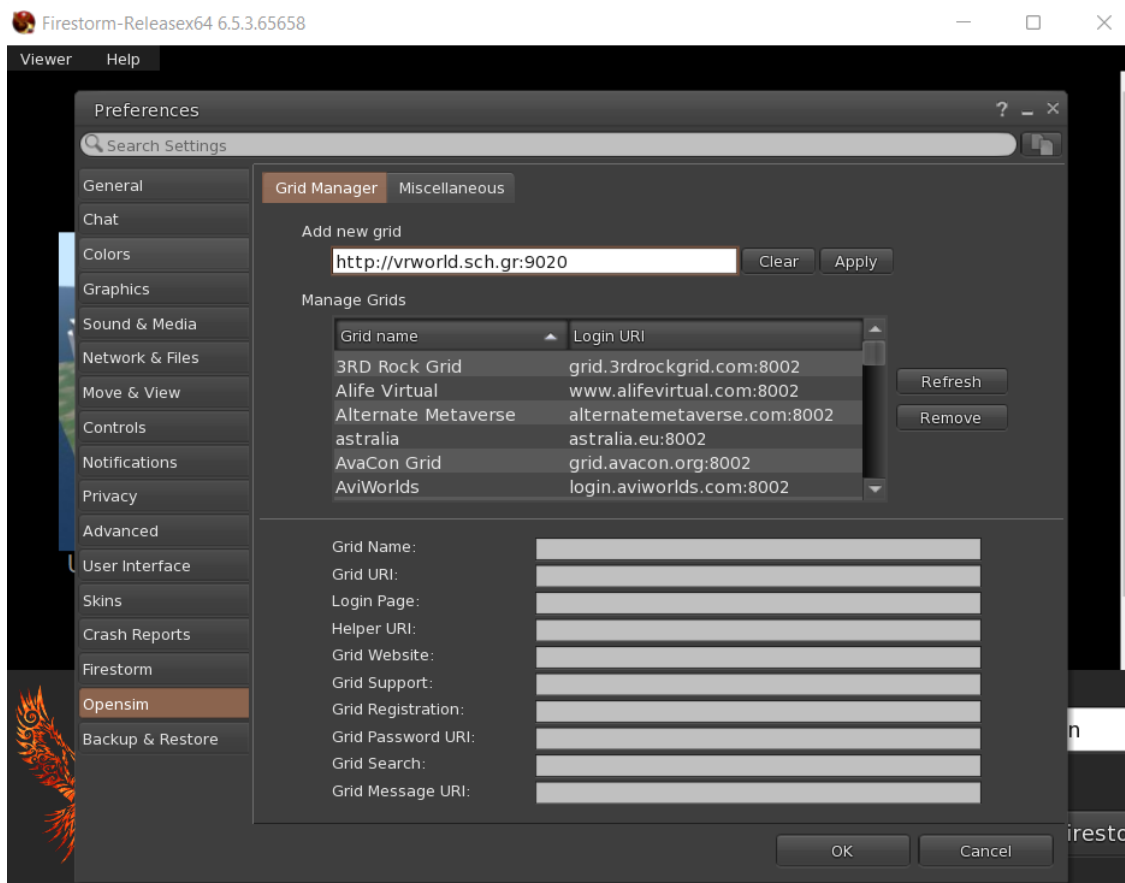 Firestorm-Releasex64 6.5.3.65658
Viewer Help
Preferences ?
Search Settings
General
Chat
Colors
Graphics
Sound & Media
Network & Files
Move & View
Controls
Notifications
Privacy
Advanced
User Interface
Skins
Crash Reports
Firestorm
Opensim
Backup & Restore
Grid Manager Miscellaneous
Add new grid
http://vrworld.sch.gr:9020 Clear Apply
Manage Grids
Grid name Login URI
3RD Rock Grid grid.3rdrockgrid.com:8002
Alife Virtual www.alifevirtual.com:8002
Alternate Metaverse alternatemetaverse.com:8002
astralia astralia.eu:8002
AvaCon Grid grid.avacon.org:8002
AviWorlds login.aviworlds.com:8002
Refresh
Remove
Grid Name:
Grid URI:
Login Page:
Helper URI:
Grid Website:
Grid Support:
Grid Registration:
Grid Password URI:
Grid Search:
Grid Message URI:
OK Cancel